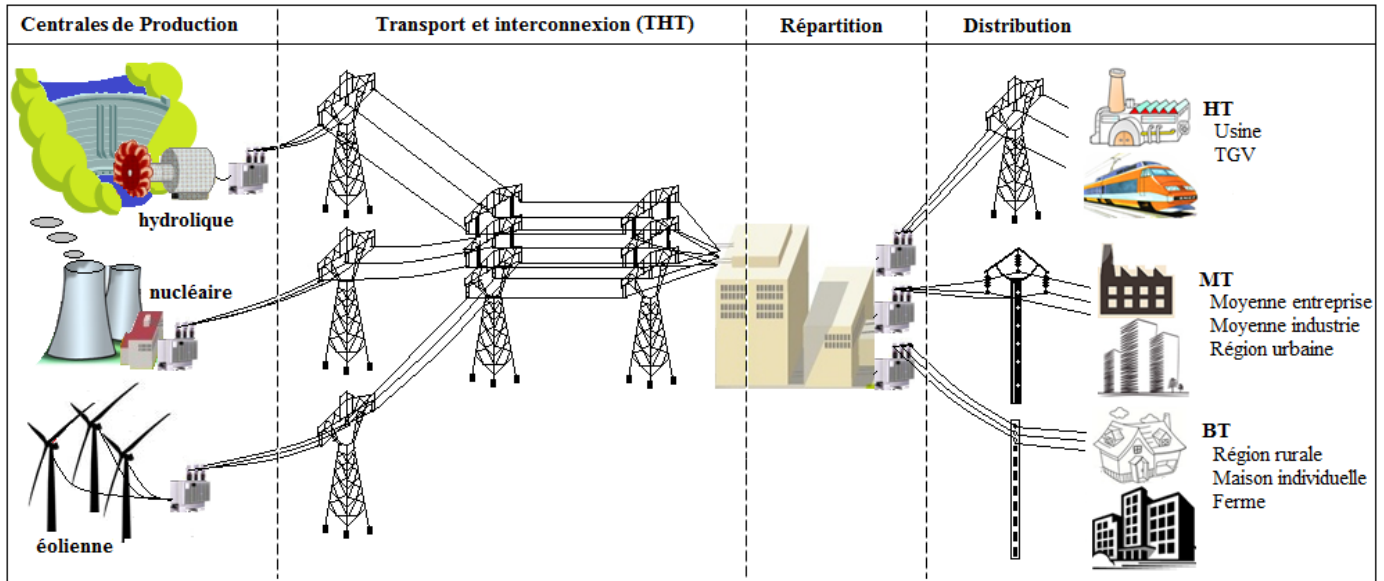 Centrales de Production
Transport et interconnexion (THT)
Répartition
Distribution
hydrolique
nucléaire
éolienne
HT
Usine
TGV
MT
Moyenne entreprise
Moyenne industrie
Région urbaine
BT
Région rurale
Maison individuelle
Ferme